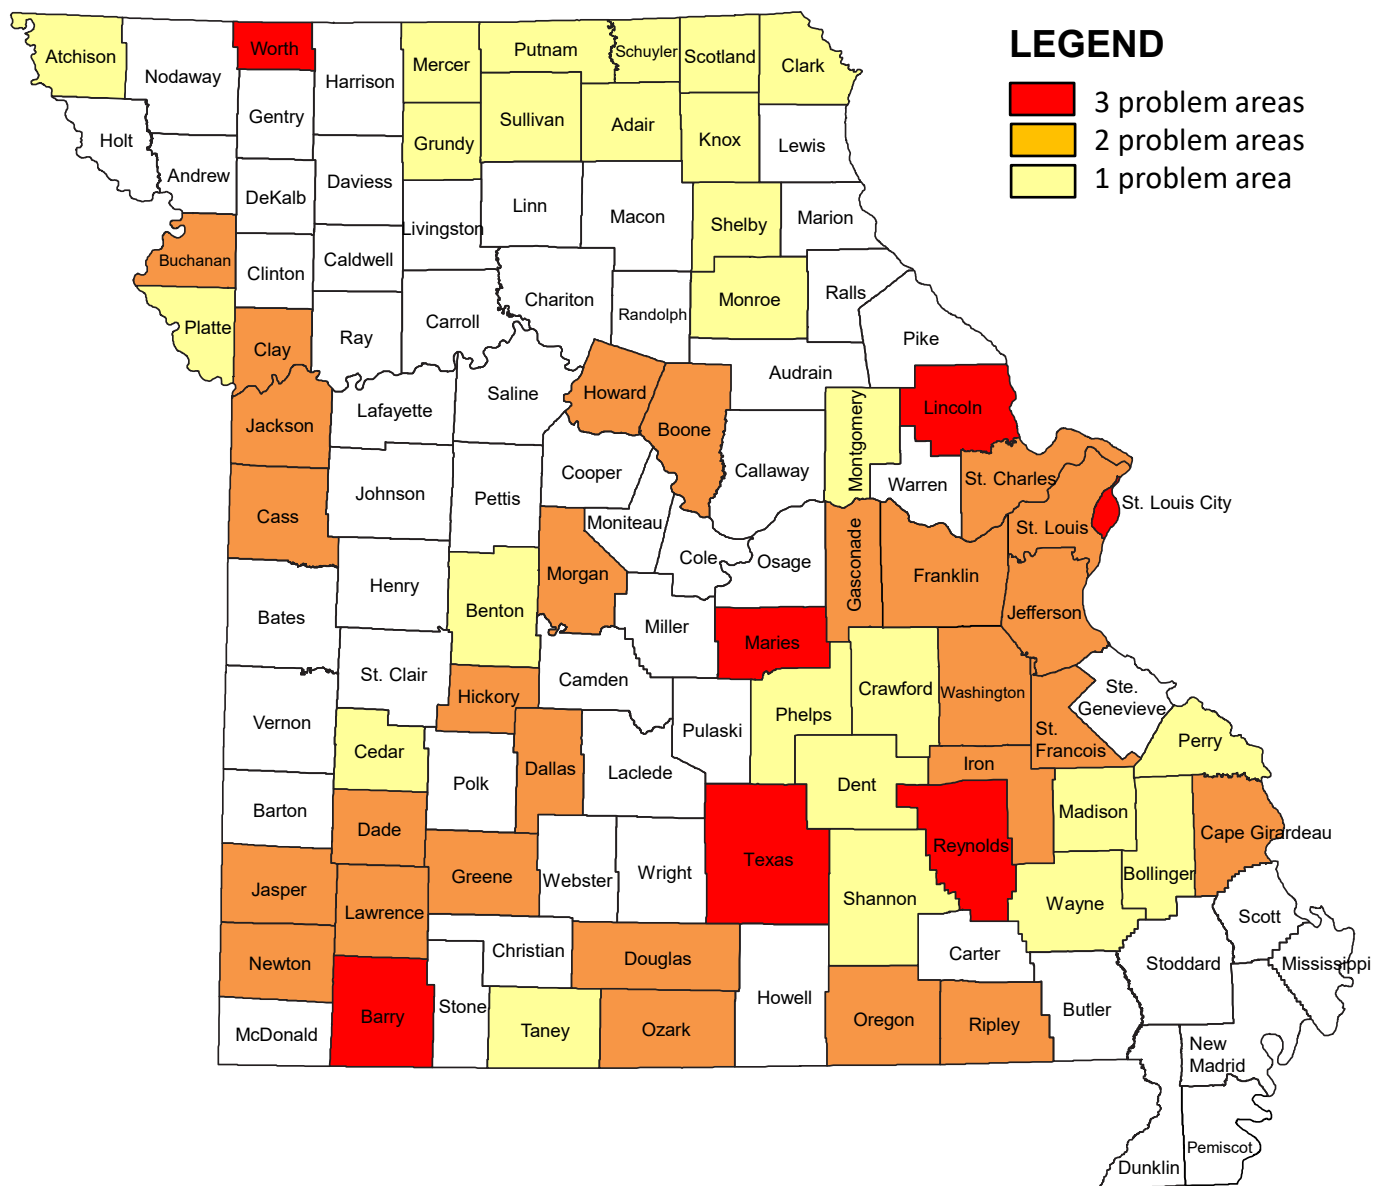 LEGEND
3 problem areas
2 problem areas
1 problem area
Atchison
Nodaway
Worth
Harrison
Mercer
Putnam
Schuyler
Scotland
Clark
Holt
Gentry
Grundy
Sullivan
Adair
Knox
Lewis
Andrew
DeKalb
Daviess
Livingston
Linn
Macon
Shelby
Marion
Buchanan
Clinton
Caldwell
Chariton
Randolph
Monroe
Ralls
Platte
Clay
Ray
Carroll
Pike
Audrain
Jackson
Lafayette
Saline
Howard
Boone
Callaway
Montgomery
Lincoln
Warren
St. Charles
St. Louis City
St. Louis
Cass
Johnson
Pettis
Cooper
Moniteau
Cole
Osage
Gasconade
Franklin
Jefferson
Bates
Henry
Benton
Morgan
Miller
Maries
St. Clair
Hickory
Camden
Pulaski
Phelps
Crawford
Washington
St.
Francois
Ste.
Genevieve
Perry
Vernon
Cedar
Polk
Dallas
Laclede
Dent
Iron
Madison
Barton
Dade
Greene
Webster
Wright
Texas
Reynolds
Bollinger
Cape Girardeau
Jasper
Lawrence
Shannon
Wayne
Scott
Newton
Christian
Douglas
Carter
Stoddard
Mississippi
McDonald
Barry
Stone
Taney
Ozark
Howell
Oregon
Ripley
Butler
New
Madrid
Dunklin
Pemiscot